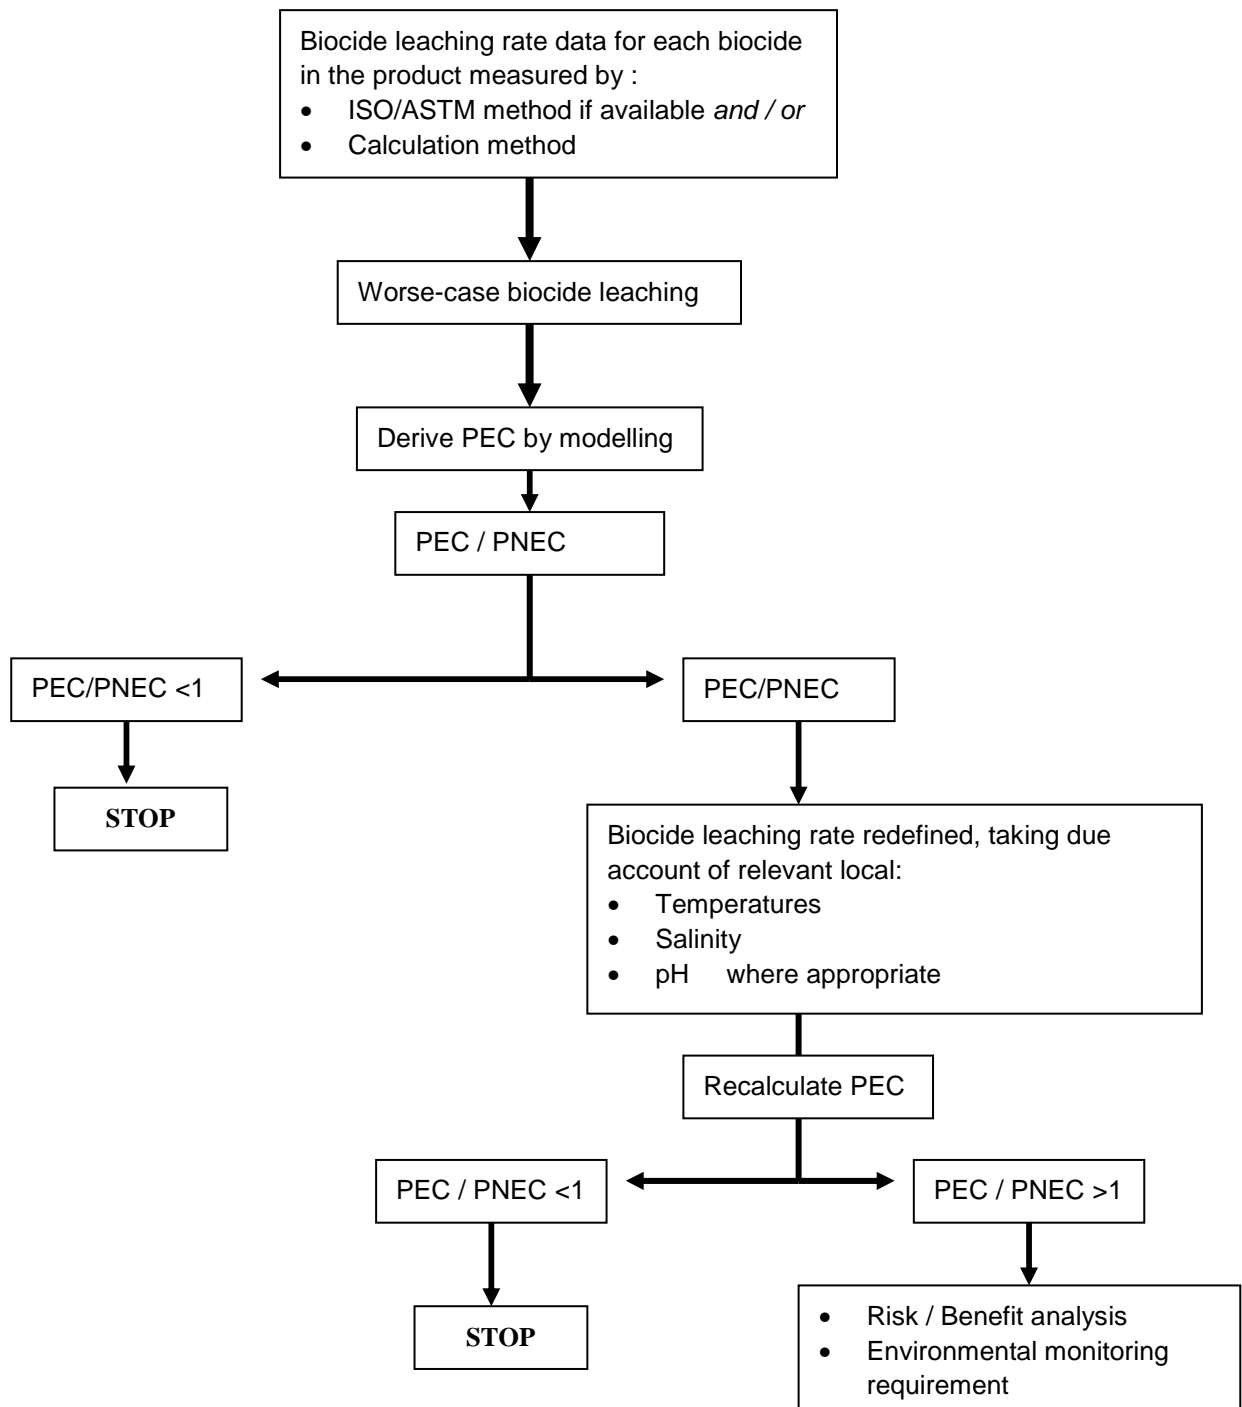 Biocide leaching rate data for each biocide
in the product measured by :
• ISO/ASTM method if available and / or
• Calculation method
Worse-case biocide leaching
Derive PEC by modelling
PEC / PNEC
PEC/PNEC <1
PEC/PNEC
STOP
Biocide leaching rate redefined, taking due
account of relevant local:
• Temperatures
• Salinity
• pH where appropriate
Recalculate PEC
PEC / PNEC <1
PEC / PNEC >1
STOP
• Risk / Benefit analysis
• Environmental monitoring
requirement